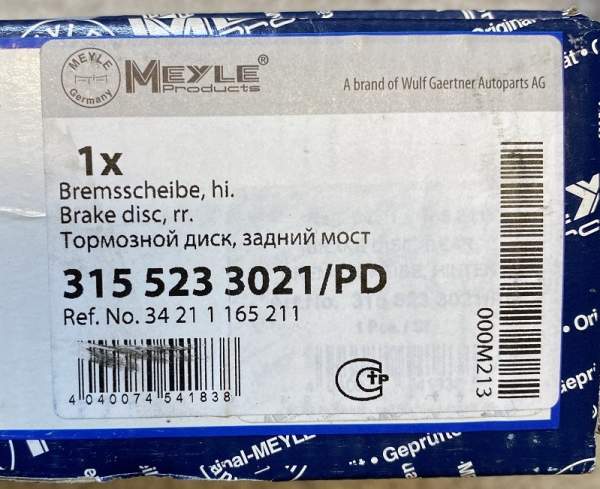 MEYLE
Germany
MEYLE®
Products
A brand of Wulf Gaertner Autoparts AG
1x
Bremsscheibe, hi.
Brake disc, rr.
Тормозной диск, задний мост
315 523 3021/PD
Ref. No. 34 21 1 165 211
4 040074 541838
000M213